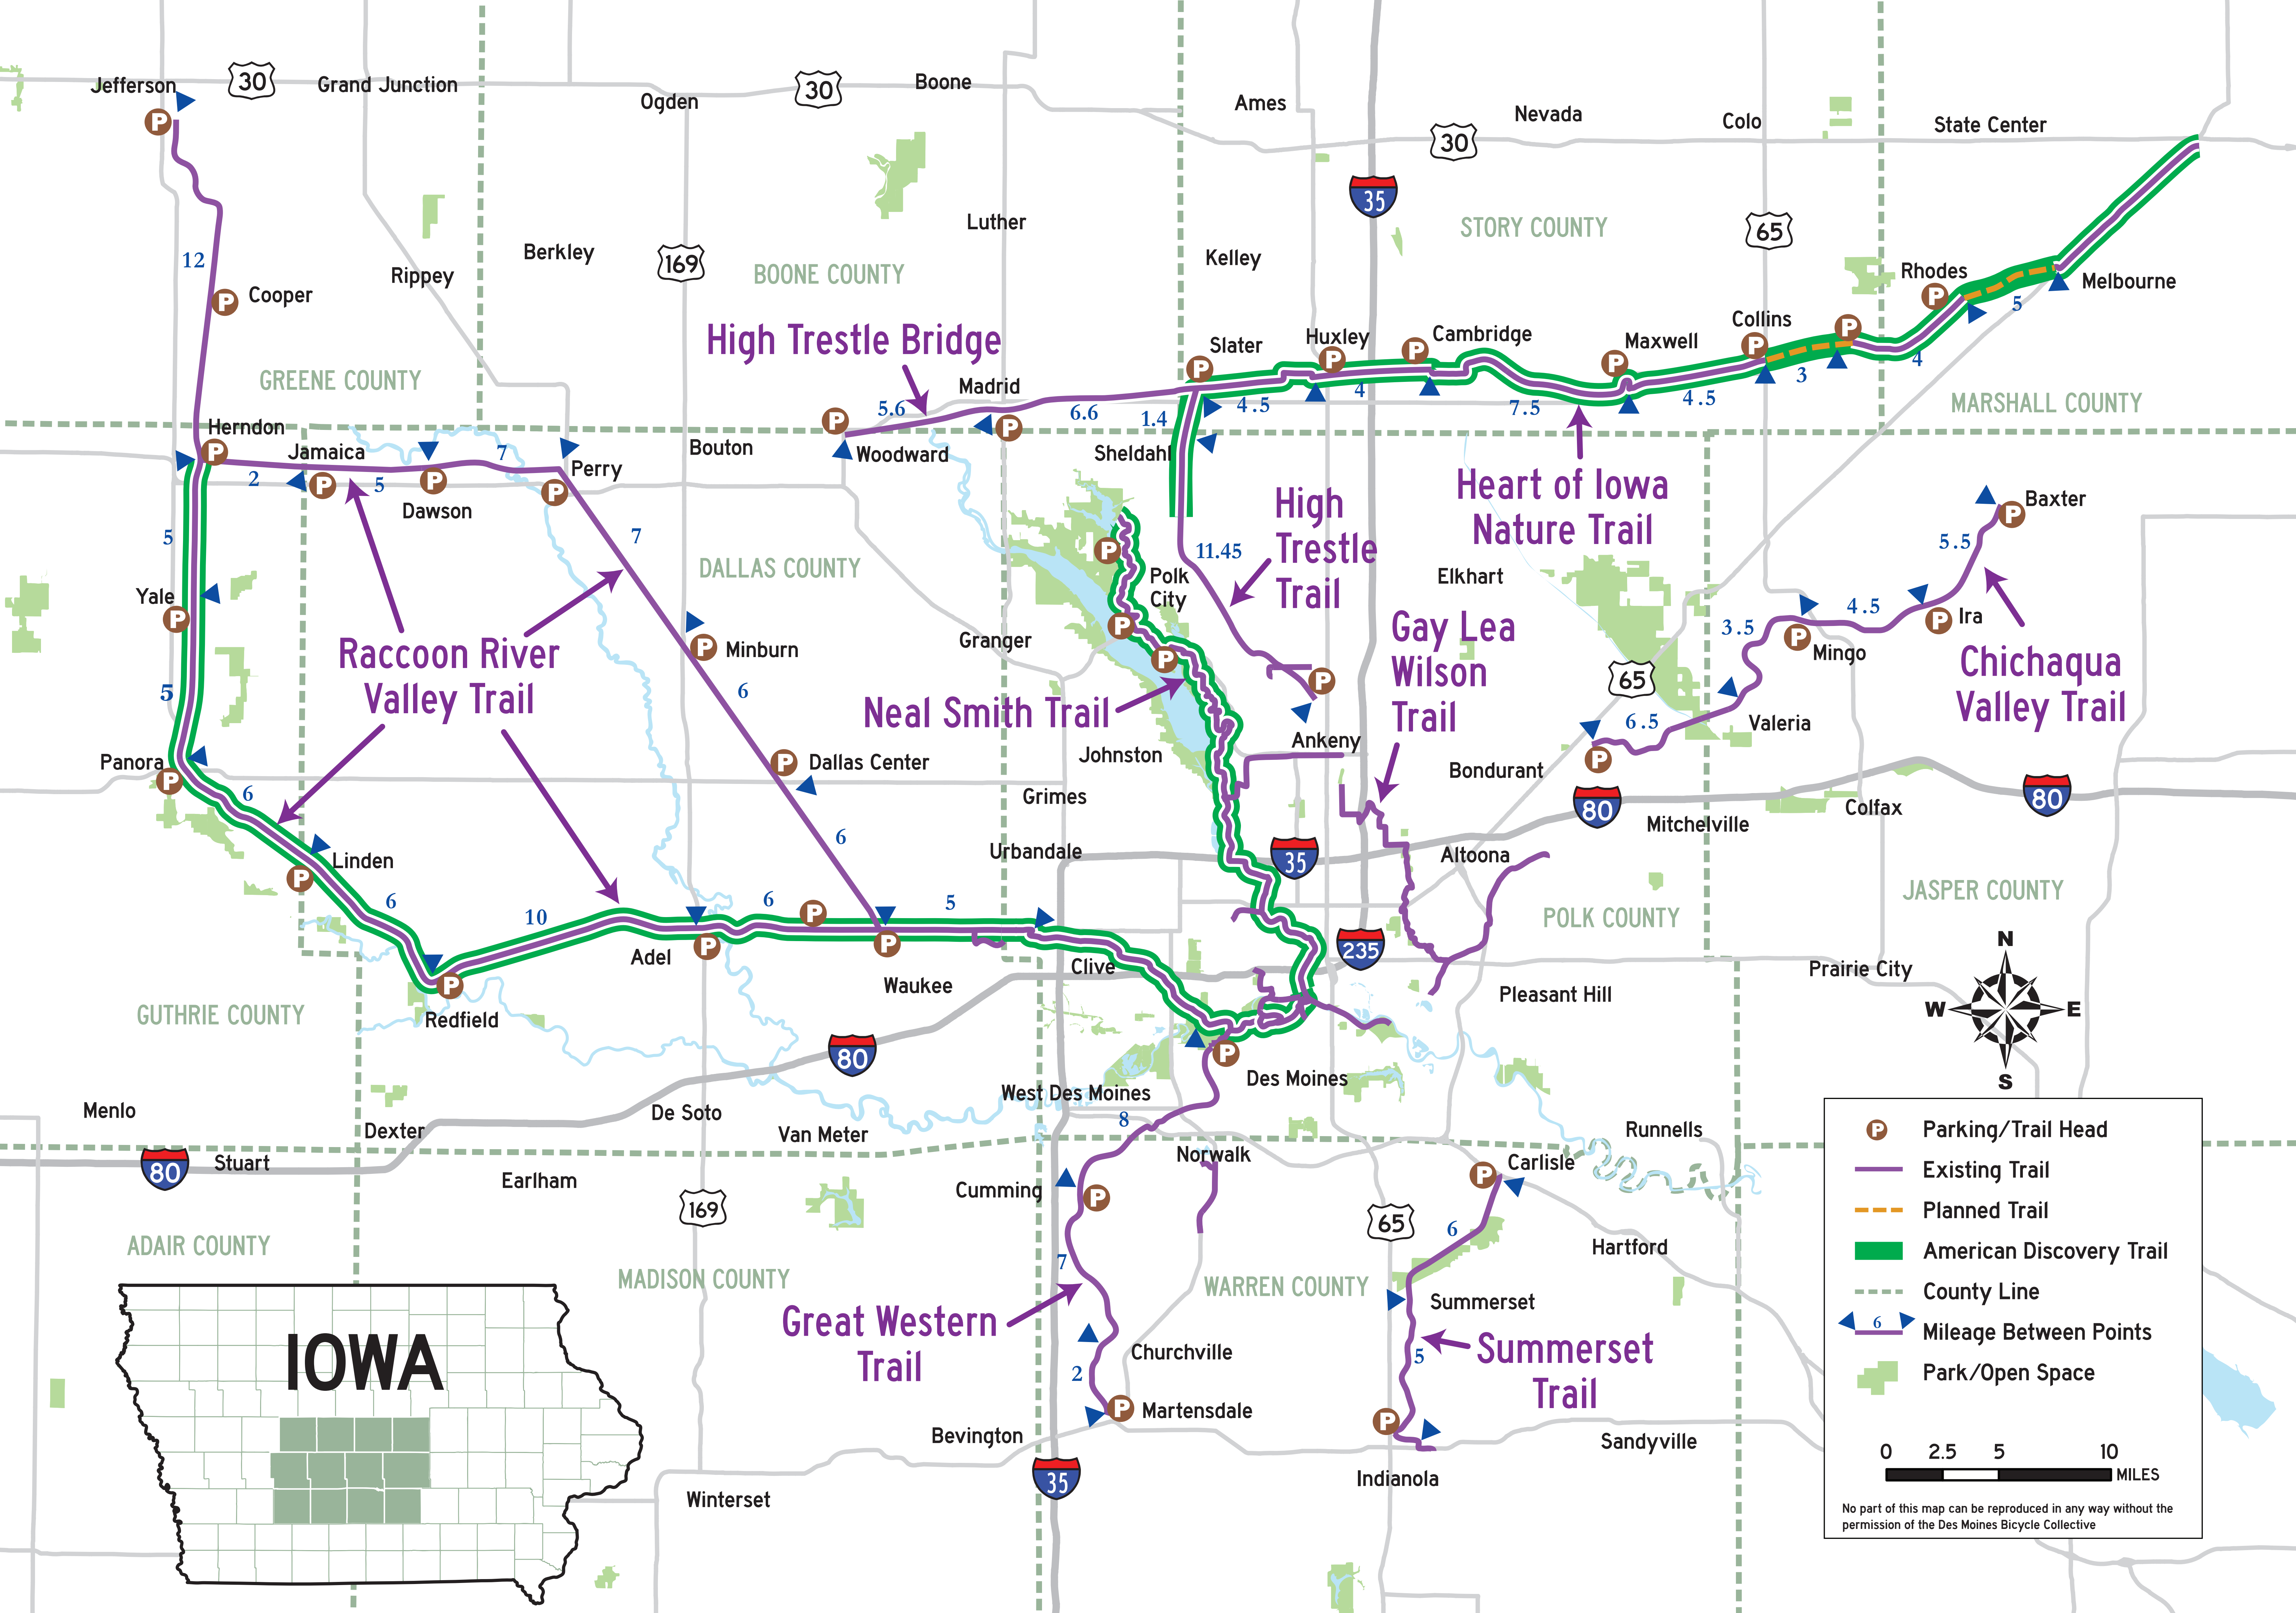 Jefferson
30
Grand Junction
Ogden
30
Boone
Ames
30
Nevada
Colo
State Center
35
STORY COUNTY
65
Luther
Kelley
Berkley
169
BOONE COUNTY
Rippey
12
Cooper
Rhodes
Melbourne
5
High Trestle Bridge
Slater
Huxley
Cambridge
Maxwell
Collins
GREENE COUNTY
Madrid
5.6
6.6
1.4
4.5
4
7.5
4.5
3
4
MARSHALL COUNTY
Herndon
Jamaica
7
Perry
Bouton
Woodward
Sheldahl
2
5
Dawson
Heart of Iowa
Nature Trail
High
Trestle
Trail
Baxter
5.5
5
7
11.45
DALLAS COUNTY
Polk
City
Elkhart
Yale
4.5
Ira
3.5
Mingo
Gay Lea
Wilson
Trail
Granger
Minburn
Raccoon River
Valley Trail
65
Chichaqua
Valley Trail
5
6
Neal Smith Trail
6.5
Valeria
Panora
Dallas Center
Johnston
Ankeny
Bondurant
6
Grimes
80
80
Mitchelville
Colfax
6
Linden
Urbandale
35
Altoona
JASPER COUNTY
6
10
6
5
POLK COUNTY
Adel
Waukee
Clive
235
Prairie City
N
W
E
S
GUTHRIE COUNTY
Redfield
Pleasant Hill
80
Des Moines
West Des Moines
8
Menlo
Dexter
De Soto
Van Meter
Runnells
80
Stuart
Earlham
Norwalk
Carlisle
Cumming
169
65
6
Hartford
ADAIR COUNTY
MADISON COUNTY
7
WARREN COUNTY
Great Western
Trail
Summerset
Summerset
Trail
5
Churchville
2
Martensdale
Bevington
Sandyville
35
Indianola
Winterset
IOWA
P Parking/Trail Head
Existing Trail
Planned Trail
American Discovery Trail
County Line
6 Mileage Between Points
Park/Open Space
0 2.5 5 10
MILES
No part of this map can be reproduced in any way without the
permission of the Des Moines Bicycle Collective